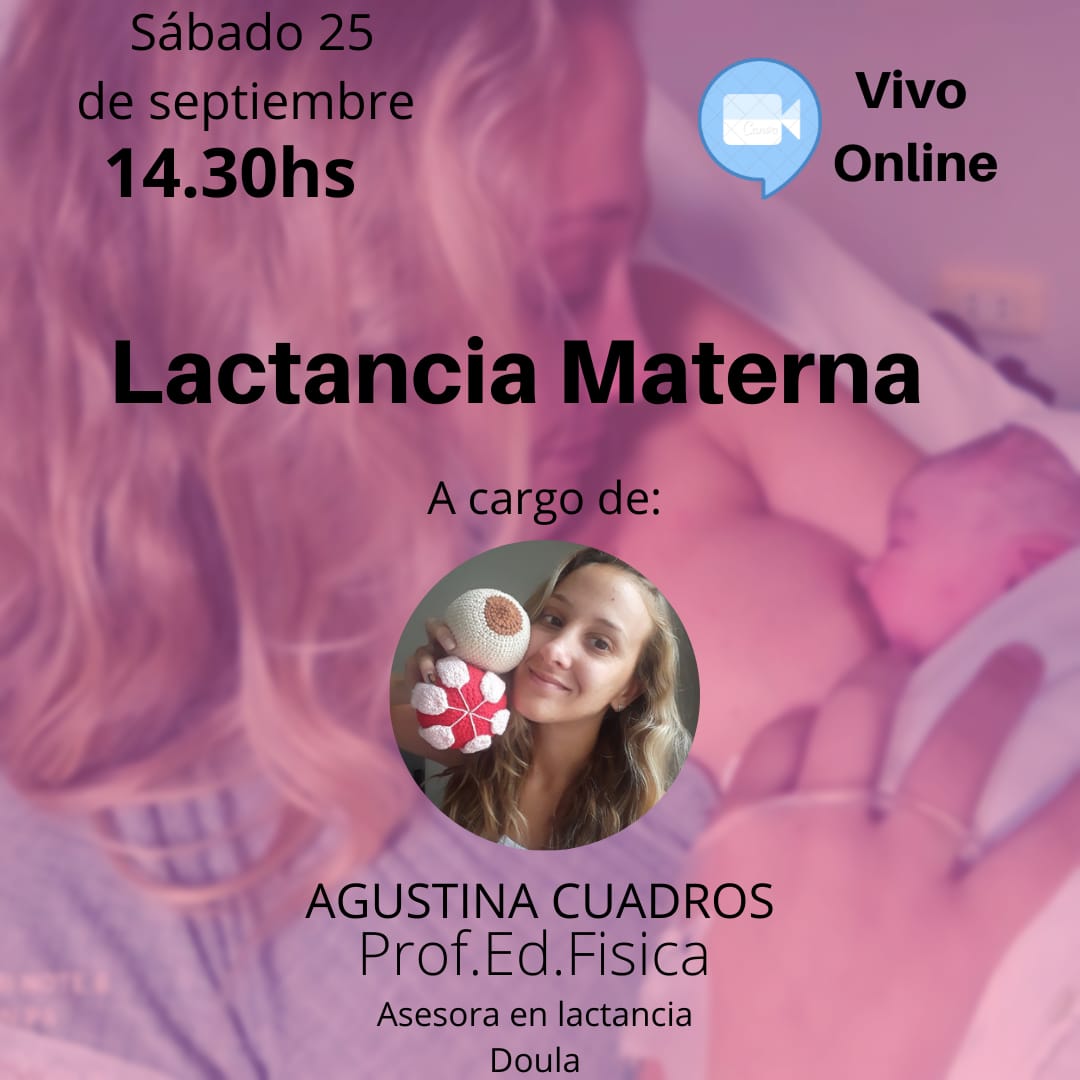 Sábado 25
de septiembre
14.30hs
Vivo
Online
Canva
Lactancia Materna
A cargo de:
AGUSTINA CUADROS
Prof.Ed.Fisica
Asesora en lactancia
Doula